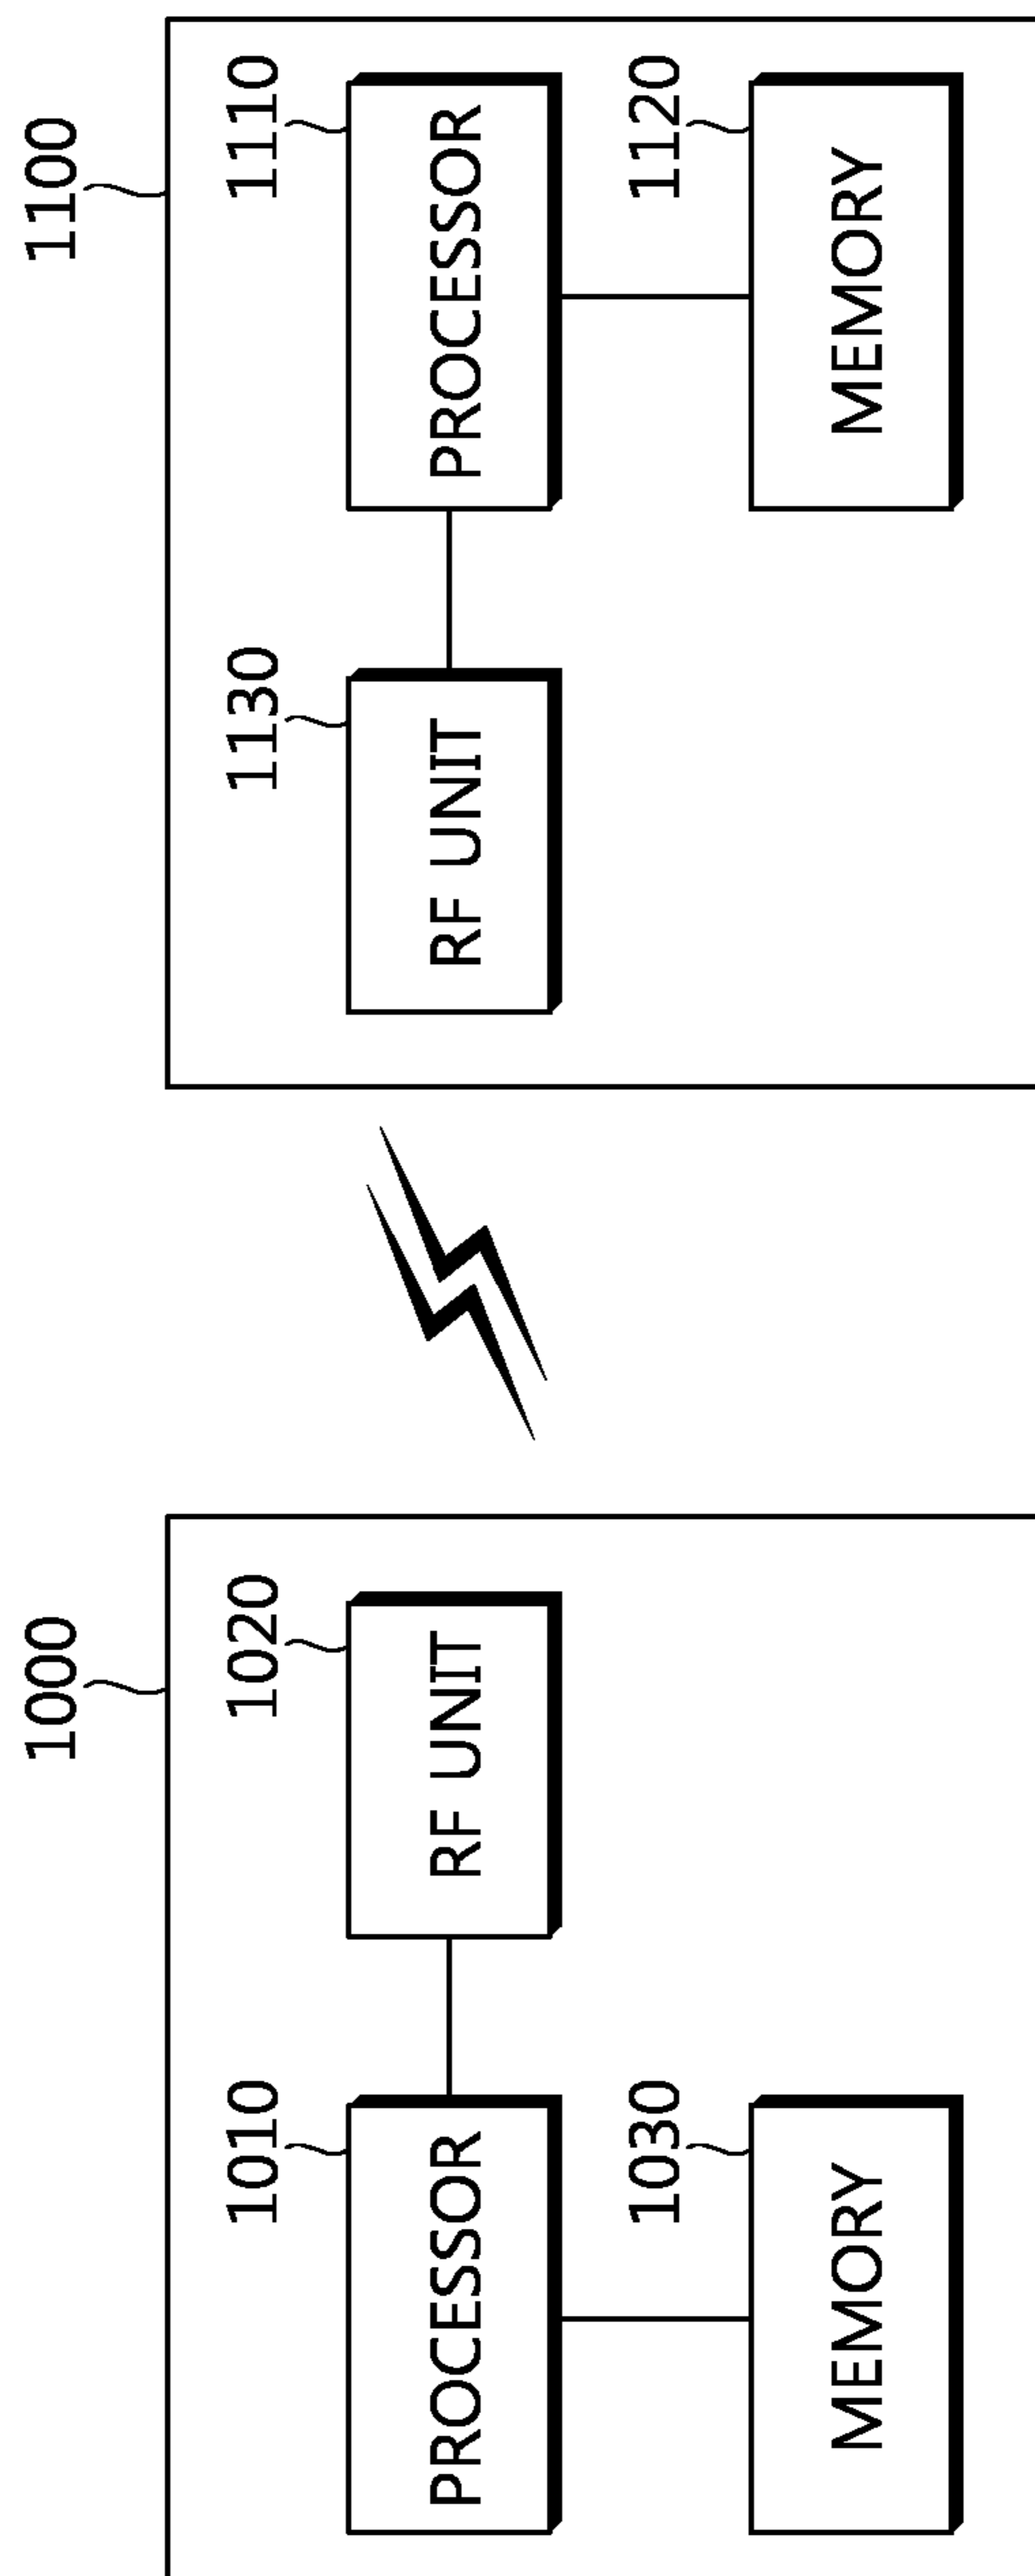 1000
1010
PROCESSOR
1020
RF UNIT
1030
MEMORY
1100
1130
RF UNIT
1110
PROCESSOR
1120
MEMORY